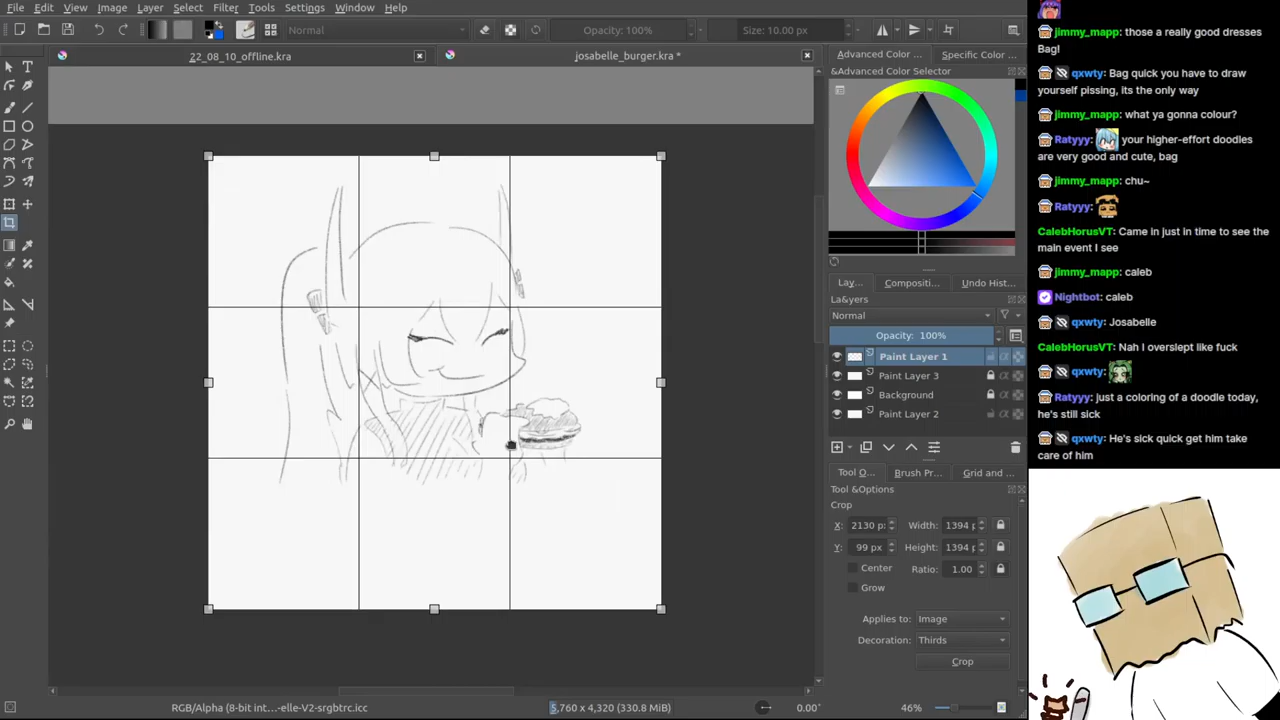 File Edit View Image Layer Select Filter Tools Settings Window Help
Normal
Opacity: 100%
Size: 10.00 px
22_08_10_offline.kra
josabelle_burger.kra *
Advanced Color ...
Specific Color ...
&Advanced Color Selector
Lay...
Compositi...
Undo Hist...
La&yers
Normal
Opacity: 100%
Paint Layer 1
Paint Layer 3
Background
Paint Layer 2
Tool O...
Brush Pr...
Grid and ...
Tool &Options
Crop
X: 2130 p: Width: 1394 p
Y: 99 px Height: 1394 p
Center Ratio: 1.00
Grow
Applies to: Image
Decoration: Thirds
Crop
RGB/Alpha (8-bit int...-elle-V2-srgbtrc.icc
5,760 x 4,320 (330.8 MiB)
0.00°
46%
jimmy_mapp: those a really good dresses
Bag!
qxwty: Bag quick you have to draw
yourself pissing, its the only way
jimmy_mapp: what ya gonna colour?
Ratyyy: your higher-effort doodles
are very good and cute, bag
jimmy_mapp: chu~
Ratyyy:
CalebHorusVT: Came in just in time to see the
main event I see
jimmy_mapp: caleb
Nightbot: caleb
qxwty: Josabelle
CalebHorusVT: Nah I overslept like fuck
qxwty:
Ratyyy: just a coloring of a doodle today,
he's still sick
qxwty: He's sick quick get him take
care of him